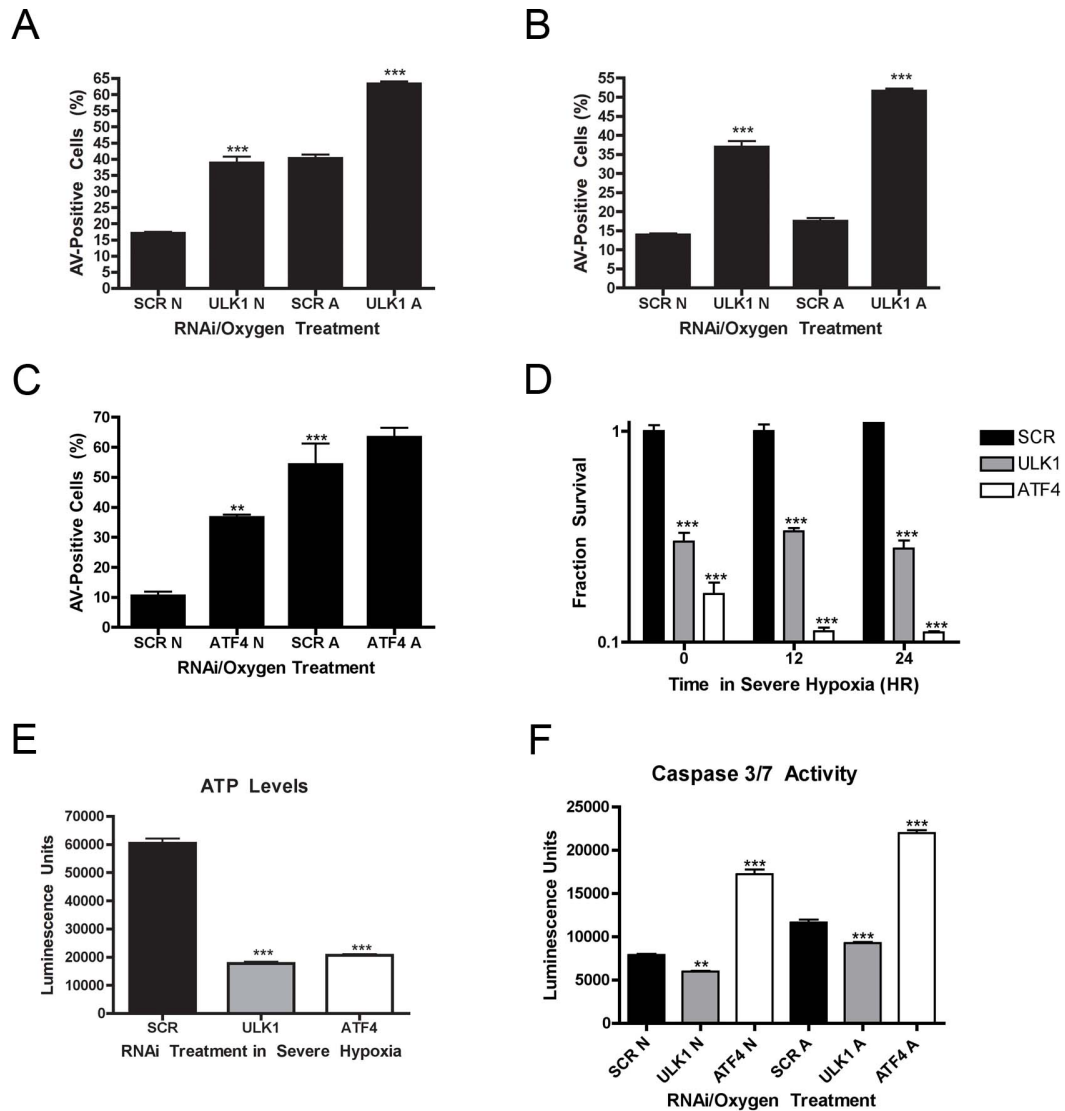 A
AV-Positive Cells (%)
65
60
55
50
45
40
35
30
25
20
15
10
5
0
***
***
SCR N ULK1 N SCR A ULK1 A
RNAi/Oxygen Treatment
B
AV-Positive Cells (%)
55
50
45
40
35
30
25
20
15
10
5
0
***
***
SCR N ULK1 N SCR A ULK1 A
RNAi/Oxygen Treatment
C
AV-Positive Cells (%)
70
60
50
40
30
20
10
0
**
***
SCR N ATF4 N SCR A ATF4 A
RNAi/Oxygen Treatment
D
Fraction Survival
1
0.1
***
***
***
***
***
***
0 12 24
Time in Severe Hypoxia (HR)
SCR
ULK1
ATF4
E
ATP Levels
Luminescence Units
70000
60000
50000
40000
30000
20000
10000
0
***
***
SCR ULK1 ATF4
RNAi Treatment in Severe Hypoxia
F
Caspase 3/7 Activity
Luminescence Units
25000
20000
15000
10000
5000
0
**
***
***
***
SCR N ULK1 N ATF4 N SCR A ULK1 A ATF4 A
RNAi/Oxygen Treatment